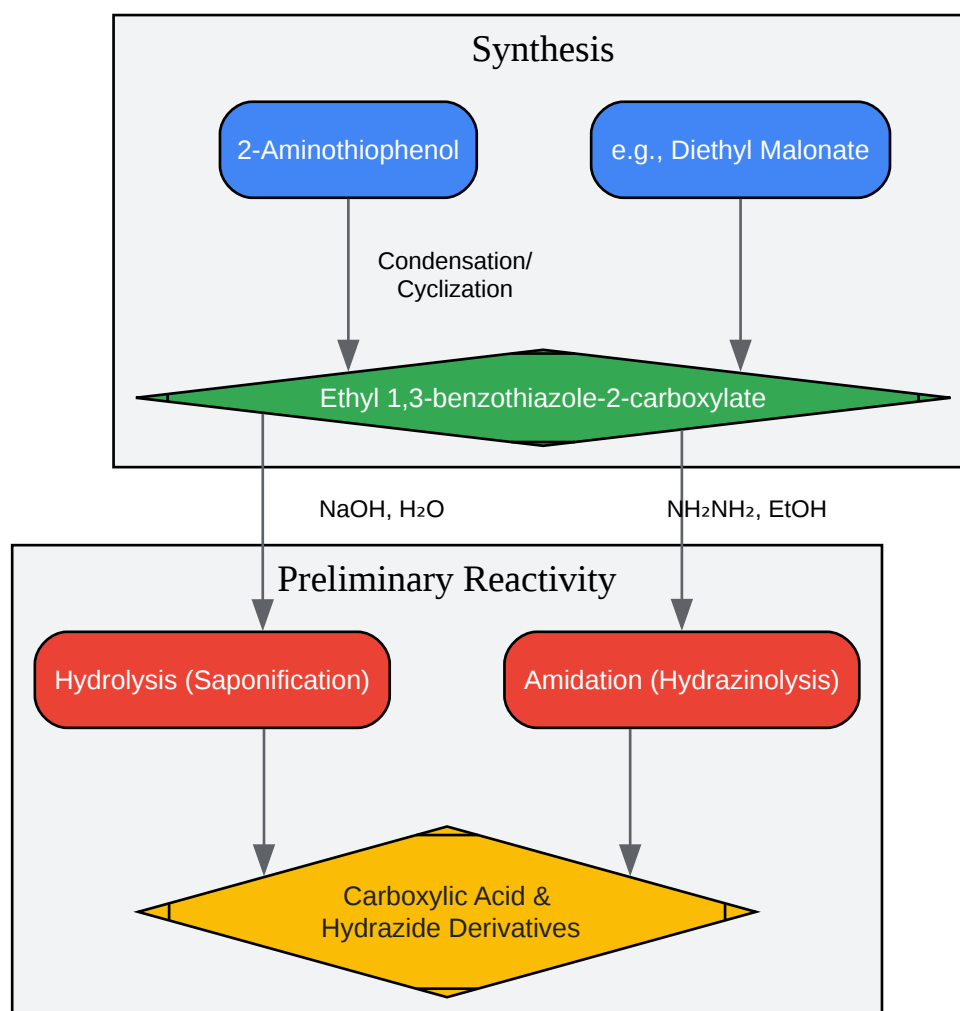 Synthesis
2-Aminothiophenol
e.g., Diethyl Malonate
Condensation/
Cyclization
Ethyl 1,3-benzothiazole-2-carboxylate
NaOH, H₂O
NH₂NH₂, EtOH
Preliminary Reactivity
Hydrolysis (Saponification)
Amidation (Hydrazinolysis)
Carboxylic Acid &
Hydrazide Derivatives